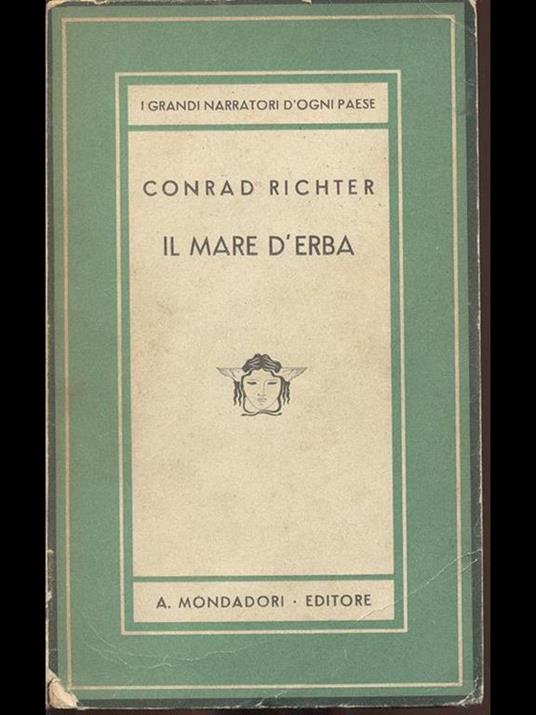 I GRANDI NARRATORI D'OGNI PAESE
CONRAD RICHTER
IL MARE D'ERBA
A. MONDADORI · EDITORE